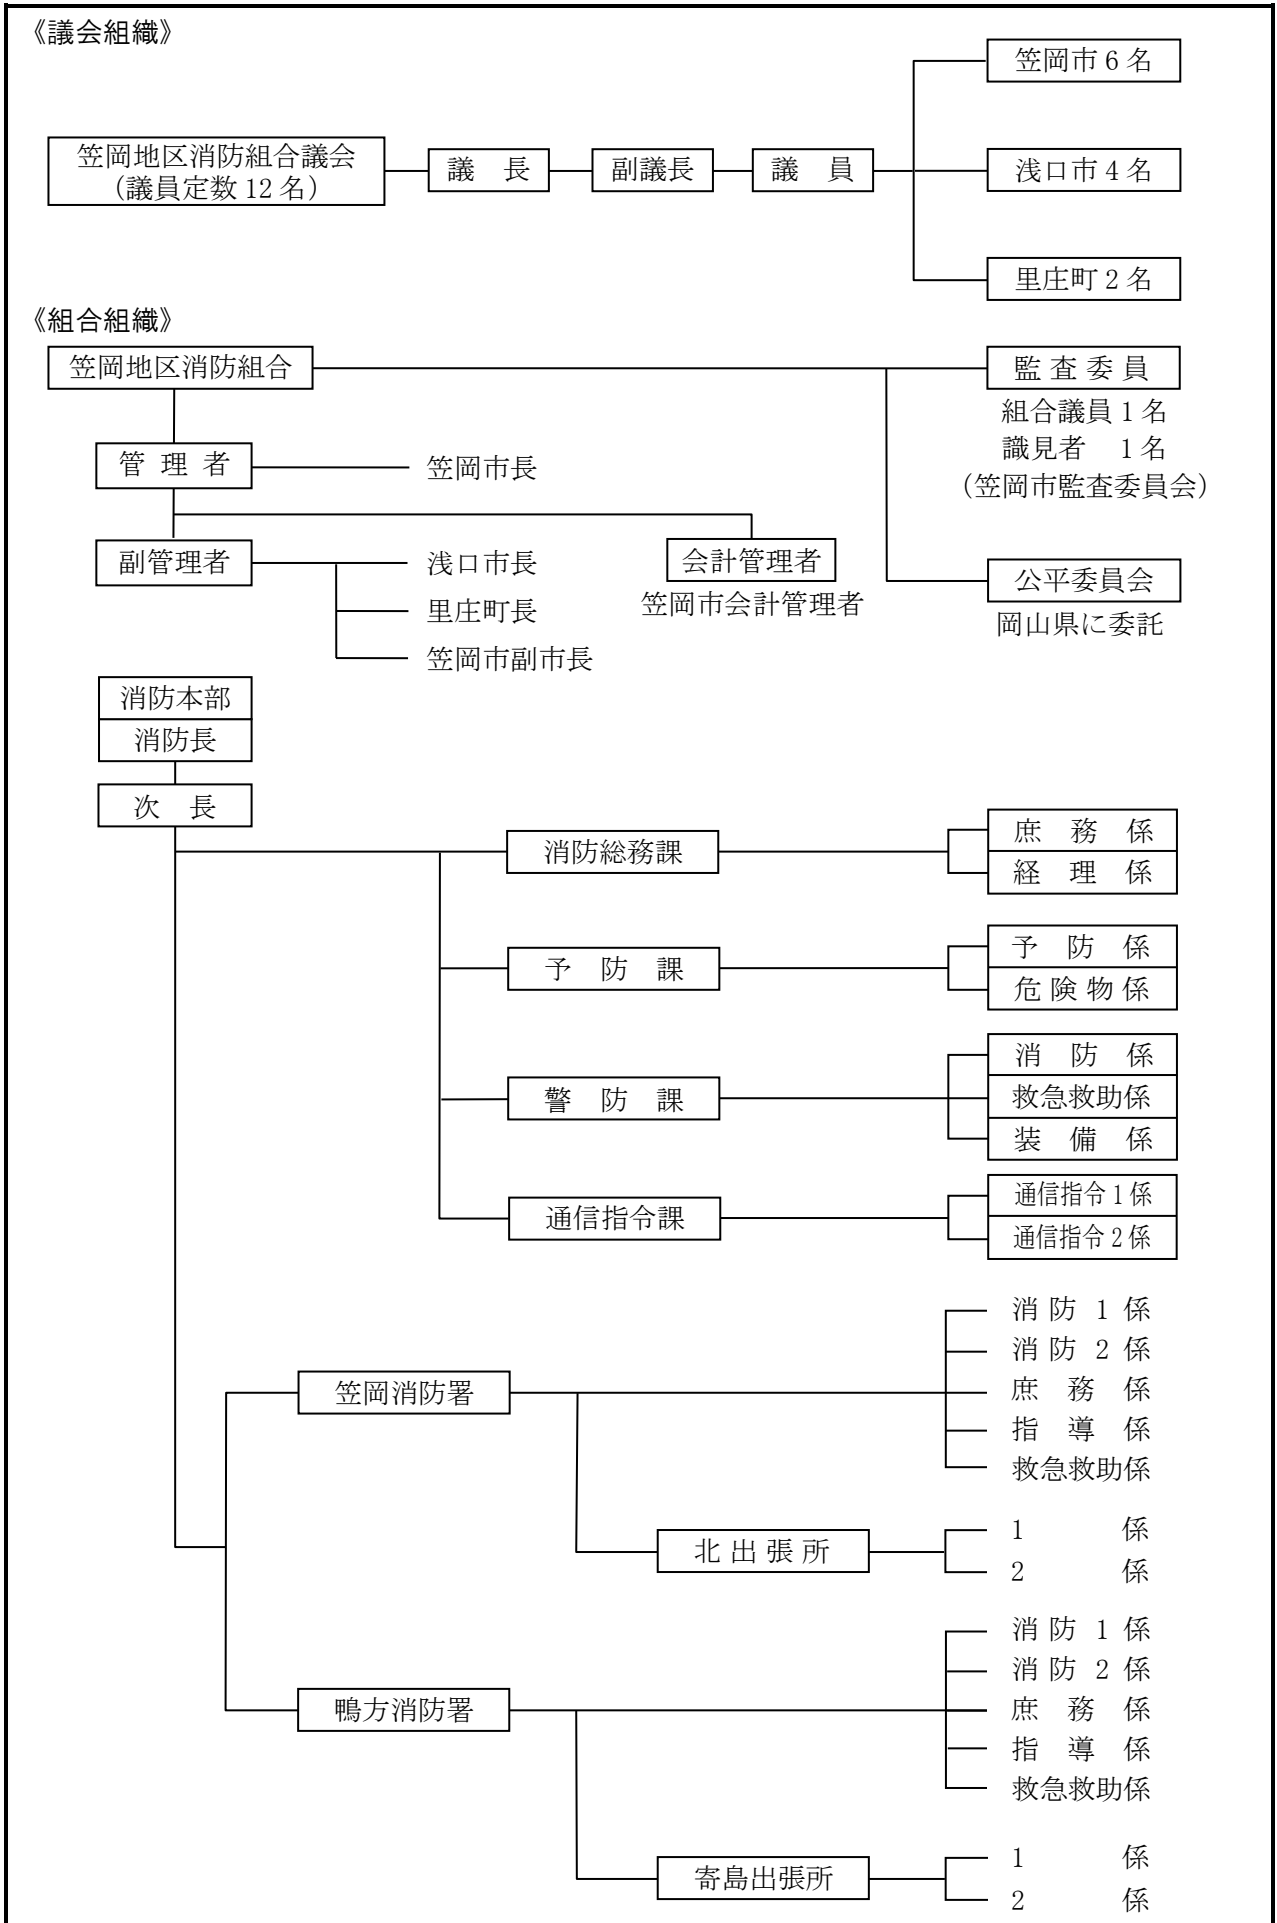 《議会組織》
笠岡市6名
笠岡地区消防組合議会
（議員定数12名）
議　長
副議長
議　員
浅口市4名
里庄町2名
《組合組織》
笠岡地区消防組合
監査委員
組合議員1名
識見者　1名
（笠岡市監査委員会）
管理者
笠岡市長
副管理者
浅口市長
里庄町長
笠岡市副市長
会計管理者
笠岡市会計管理者
公平委員会
岡山県に委託
消防本部
消防長
次　長
消防総務課
庶　務　係
経　理　係
予　防　課
予　防　係
危険物係
警　防　課
消　防　係
救急救助係
装　備　係
通信指令課
通信指令1係
通信指令2係
笠岡消防署
消防1係
消防2係
庶　務　係
指　導　係
救急救助係
北出張所
1　　　係
2　　　係
鴨方消防署
消防1係
消防2係
庶　務　係
指　導　係
救急救助係
寄島出張所
1　　　係
2　　　係